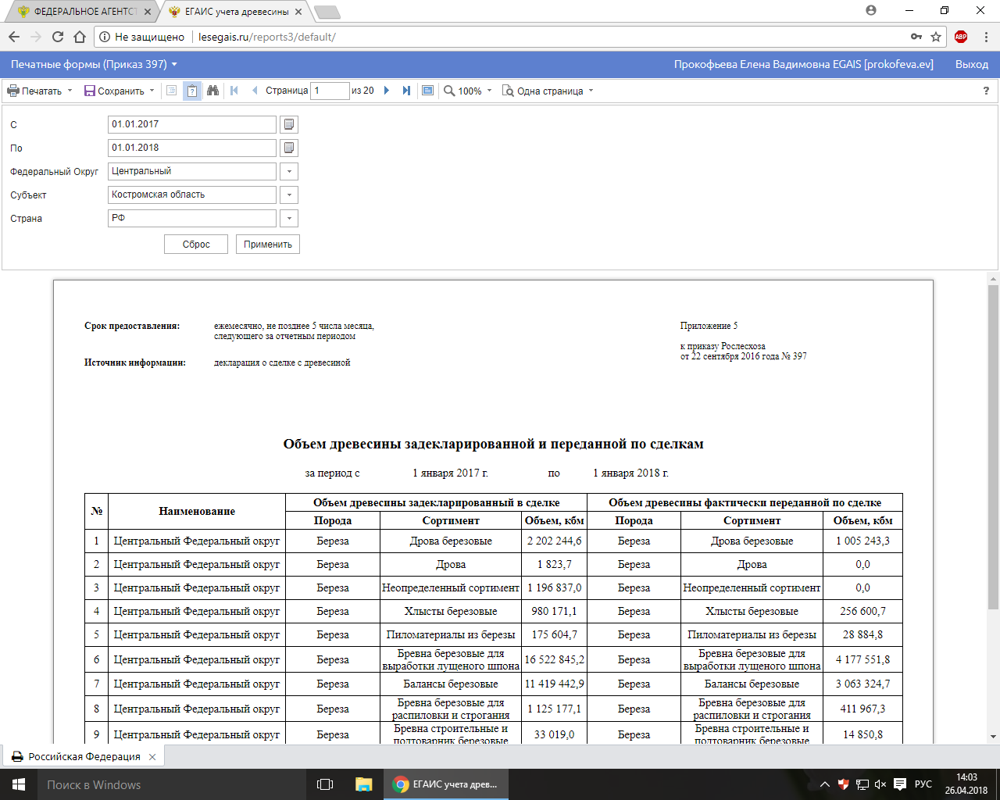 ФЕДЕРАЛЬНОЕ АГЕНТСТ
ЕГАИС учета древесины
Не защищено
lesegais.ru/reports3/default/
ABP
Печатные формы (Приказ 397)
Прокофьева Елена Вадимовна EGAIS [prokofeva.ev]
Выход
Печатать
Сохранить
Страница 1 из 20
100%
Одна страница
?
С 01.01.2017
По 01.01.2018
Федеральный Округ Центральный
Субъект Костромская область
Страна РФ
Сброс Применить
Срок предоставления: ежемесячно, не позднее 5 числа месяца,
следующего за отчетным периодом
Приложение 5
к приказу Рослесхоза
от 22 сентября 2016 года № 397
Источник информации: декларация о сделке с древесиной
Объем древесины задекларированной и переданной по сделкам
за период с 1 января 2017 г. по 1 января 2018 г.
№ Наименование Объем древесины задекларированный в сделке Объем древесины фактически переданной по сделке
Порода Сортимент Объем, кбм Порода Сортимент Объем, кбм
1 Центральный Федеральный округ Береза Дрова березовые 2 202 244,6 Береза Дрова березовые 1 005 243,3
2 Центральный Федеральный округ Береза Дрова 1 823,7 Береза Дрова 0,0
3 Центральный Федеральный округ Береза Неопределенный сортимент 1 196 837,0 Береза Неопределенный сортимент 0,0
4 Центральный Федеральный округ Береза Хлысты березовые 980 171,1 Береза Хлысты березовые 256 600,7
5 Центральный Федеральный округ Береза Пиломатериалы из березы 175 604,7 Береза Пиломатериалы из березы 28 884,8
6 Центральный Федеральный округ Береза Бревна березовые для выработки лущеного шпона 16 522 845,2 Береза Бревна березовые для выработки лущеного шпона 4 177 551,8
7 Центральный Федеральный округ Береза Балансы березовые 11 419 442,9 Береза Балансы березовые 3 063 324,7
8 Центральный Федеральный округ Береза Бревна березовые для распиловки и строгания 1 125 177,1 Береза Бревна березовые для распиловки и строгания 411 967,3
9 Центральный Федеральный округ Береза Бревна строительные и подтоварник березовые 33 019,0 Береза Бревна строительные и подтоварник березовые 14 850,8
Российская Федерация
Поиск в Windows
ЕГАИС учета древ...
РУС
14:03
26.04.2018